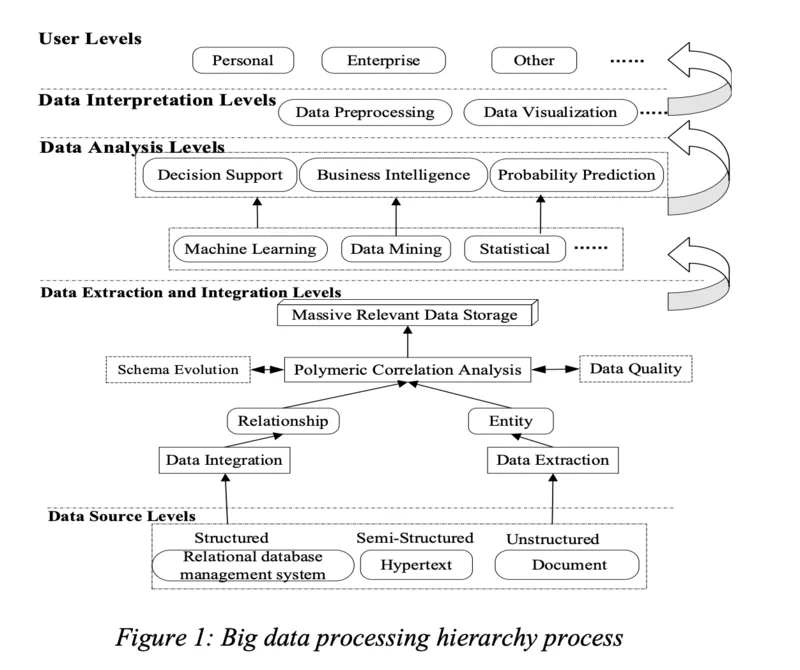 User Levels
Personal
Enterprise
Other
......
Data Interpretation Levels
Data Preprocessing
Data Visualization
.....
Data Analysis Levels
Decision Support
Business Intelligence
Probability Prediction
Machine Learning
Data Mining
Statistical
......
Data Extraction and Integration Levels
Massive Relevant Data Storage
Schema Evolution
Polymeric Correlation Analysis
Data Quality
Relationship
Entity
Data Integration
Data Extraction
Data Source Levels
Structured
Semi-Structured
Unstructured
Relational database
management system
Hypertext
Document
Figure 1: Big data processing hierarchy process